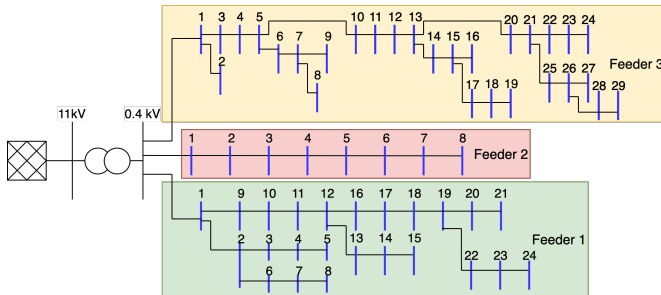 1 3 4 5 10 11 12 13 20 21 22 23 24
6 7 9 14 15 16
2 8 25 26 27 Feeder 3
17 18 19 28 29
11kV 0.4 kV
1 2 3 4 5 6 7 8
Feeder 2
1 9 10 11 12 16 17 18 19 20 21
2 3 4 5 13 14 15 Feeder 1
6 7 8 22 23 24